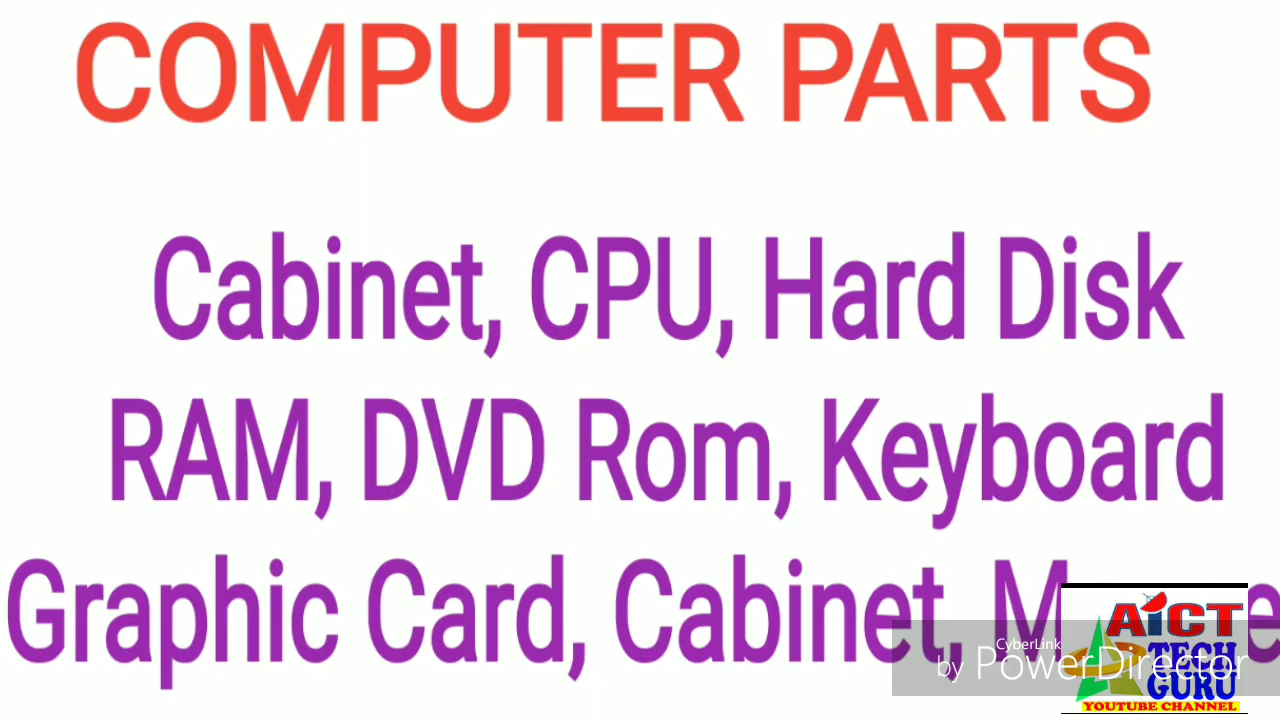 COMPUTER PARTS
Cabinet, CPU, Hard Disk
RAM, DVD Rom, Keyboard
Graphic Card, Cabinet,
CyberLink
by PowerDirector
AiCT
TECH
GURU
YOUTUBE CHANNEL